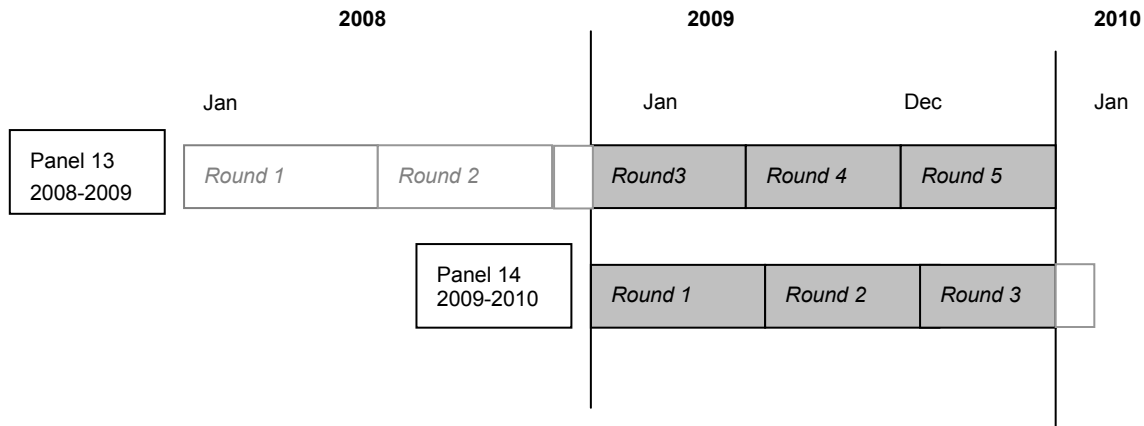 2008 2009 2010
Jan Jan Dec Jan
Panel 13
2008-2009
Round 1 Round 2 Round3 Round 4 Round 5
Panel 14
2009-2010
Round 1 Round 2 Round 3